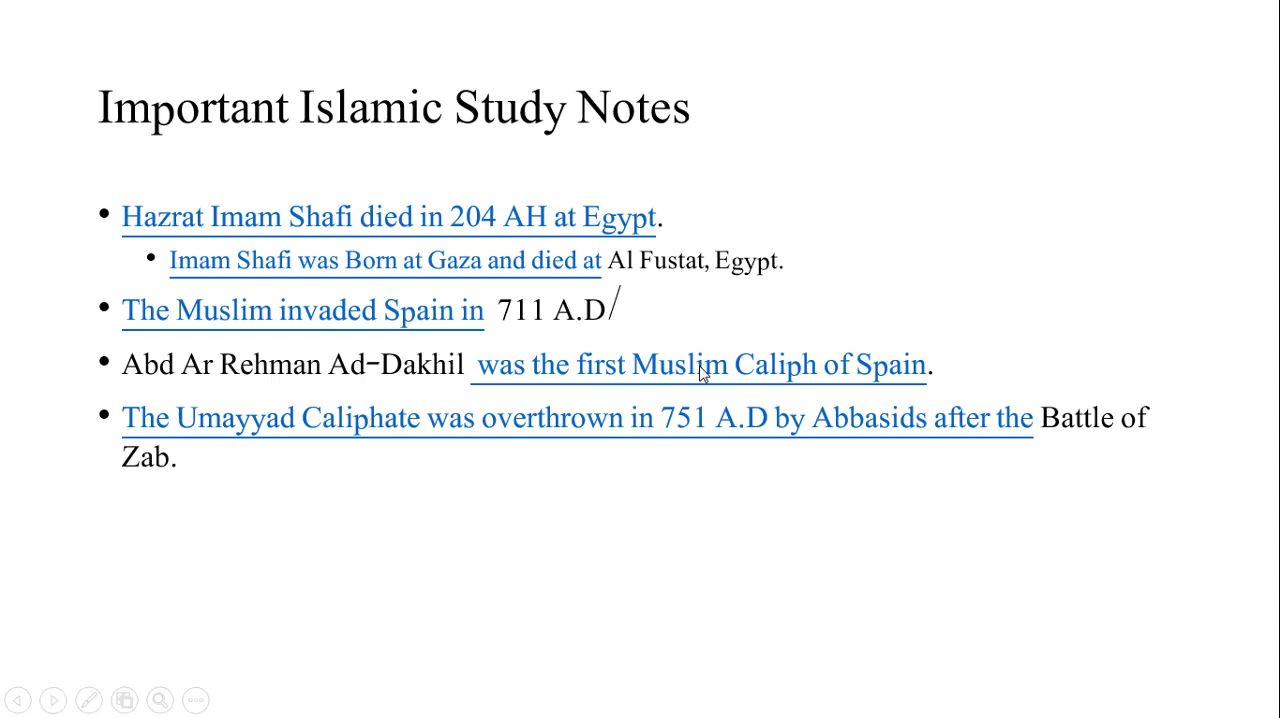 Important Islamic Study Notes
• Hazrat Imam Shafi died in 204 AH at Egypt.
• Imam Shafi was Born at Gaza and died at Al Fustat, Egypt.
• The Muslim invaded Spain in 711 A.D/
• Abd Ar Rehman Ad-Dakhil was the first Muslim Caliph of Spain.
• The Umayyad Caliphate was overthrown in 751 A.D by Abbasids after the Battle of
Zab.